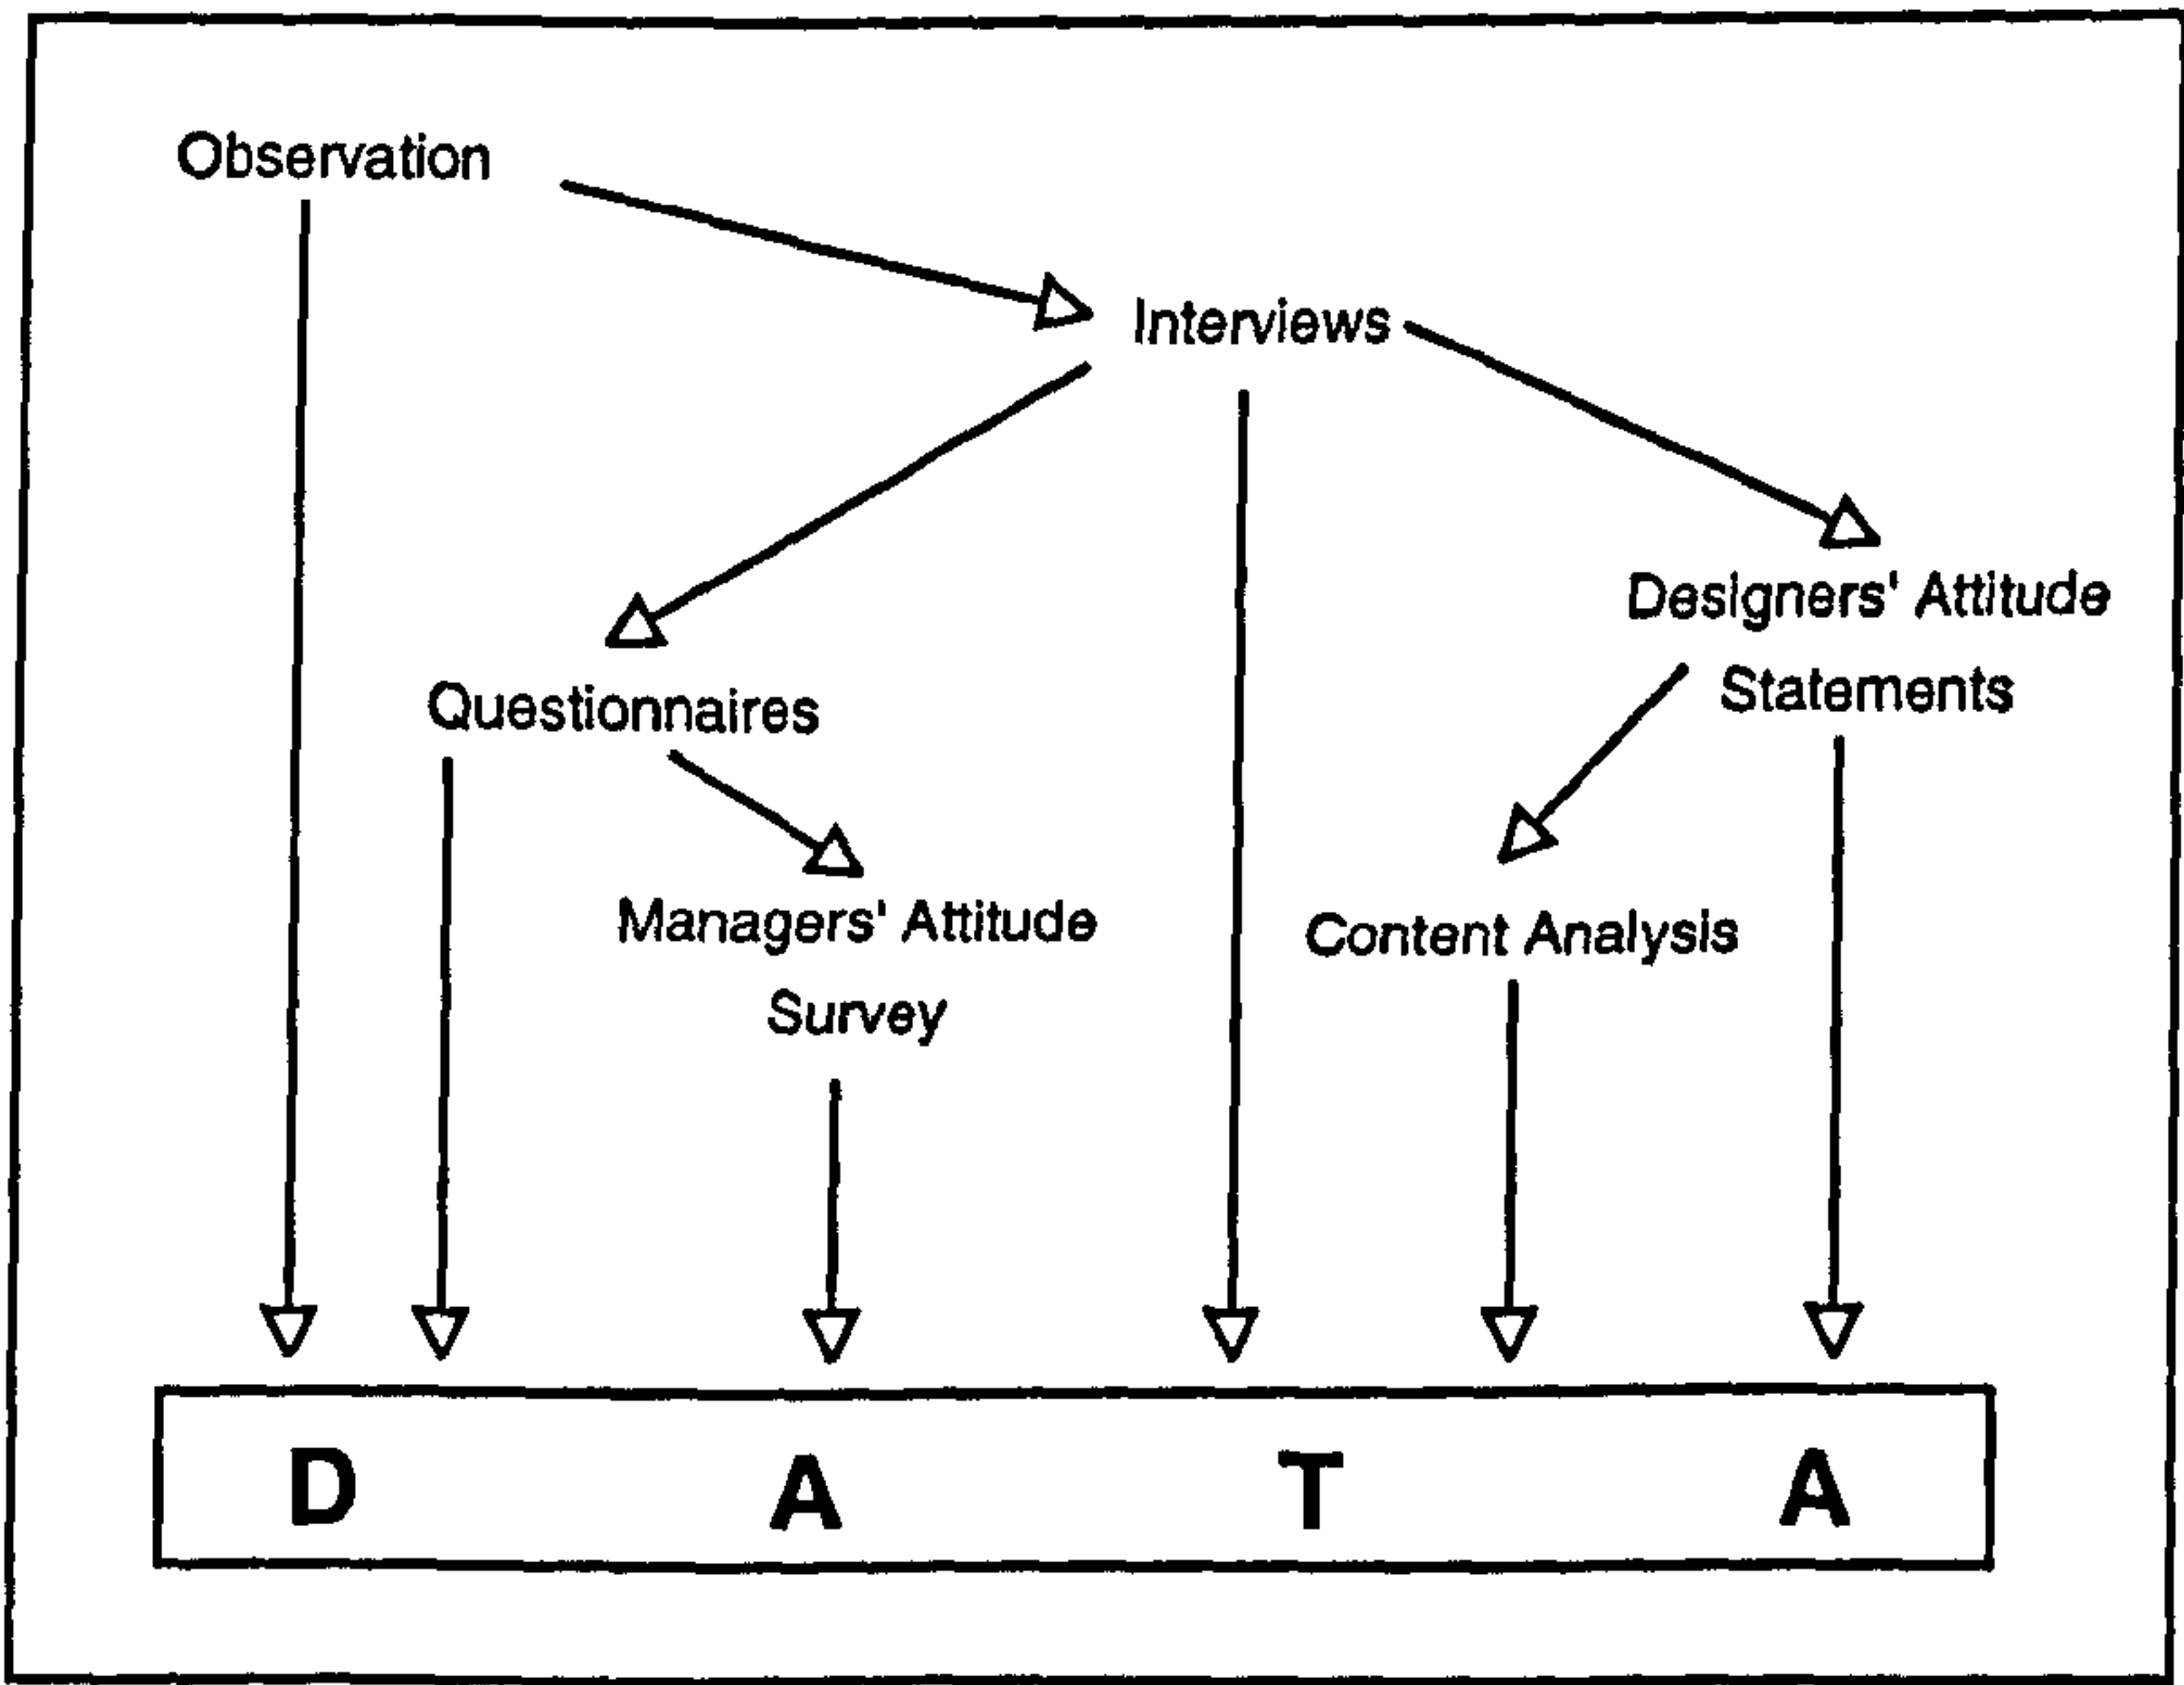 Observation
Interviews
Designers' Attitude
Statements
Questionnaires
Managers' Attitude
Survey
Content Analysis
D A T A